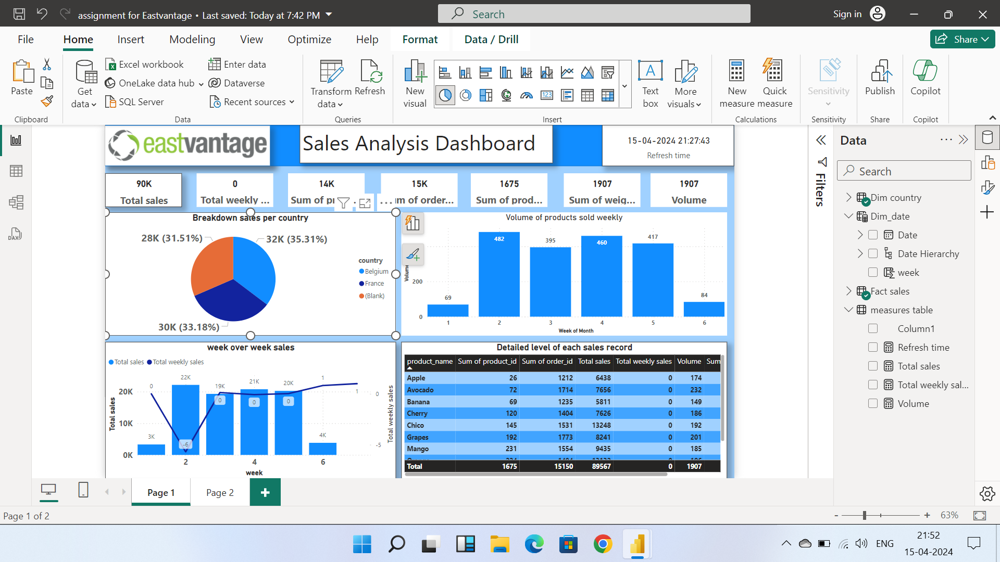 assignment for Eastvantage • Last saved: Today at 7:42 PM
Search
Sign in
File
Home
Insert
Modeling
View
Optimize
Help
Format
Data / Drill
Share
Paste
Clipboard
Get data
Excel workbook
OneLake data hub
SQL Server
Enter data
Dataverse
Recent sources
Data
Transform data
Refresh
Queries
New visual
123
Insert
Text box
More visuals
New measure
Quick measure
Calculations
Sensitivity
Sensitivity
Publish
Share
Copilot
Copilot
DAX
eastvantage
Sales Analysis Dashboard
15-04-2024 21:27:43
Refresh time
90K
Total sales
0
Total weekly ...
14K
Sum of pr
15K
m of order...
1675
Sum of prod...
1907
Sum of weig...
1907
Volume
Breakdown sales per country
28K (31.51%)
32K (35.31%)
30K (33.18%)
country
Belgium
France
(Blank)
Volume of products sold weekly
Volume
200
0
69
482
395
460
417
84
1
2
3
4
5
6
Week of Month
week over week sales
Total sales
Total weekly sales
Total sales
20K
10K
0K
0
22K
19K
21K
20K
1
1
3K
-6
0
0
0
4K
0
-5
Total weekly sales
2
4
6
week
Detailed level of each sales record
product_name Sum of product_id Sum of order_id Total sales Total weekly sales Volume Sum
Apple 26 1212 6438 0 174
Avocado 72 1714 7656 0 232
Banana 69 1235 5811 0 149
Cherry 120 1404 7626 0 186
Chico 145 1531 13248 0 192
Grapes 192 1773 8241 0 201
Mango 231 1554 9435 0 185
Total 1675 15150 89567 0 1907
Filters
Data
Search
Dim country
Dim_date
Date
Date Hierarchy
week
Fact sales
measures table
Column1
Refresh time
Total sales
Total weekly sal...
Volume
Page 1
Page 2
Page 1 of 2
63%
ENG
21:52
15-04-2024